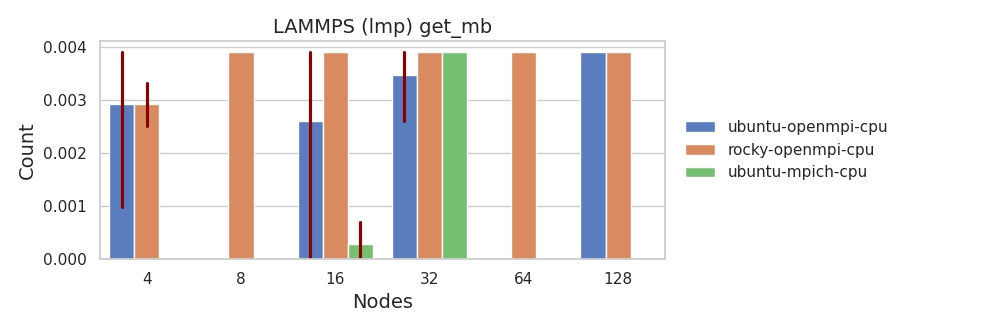 LAMMPS (lmp) get_mb
0.004
0.003
0.002
0.001
0.000
Count
4 8 16 32 64 128
Nodes
ubuntu-openmpi-cpu
rocky-openmpi-cpu
ubuntu-mpich-cpu